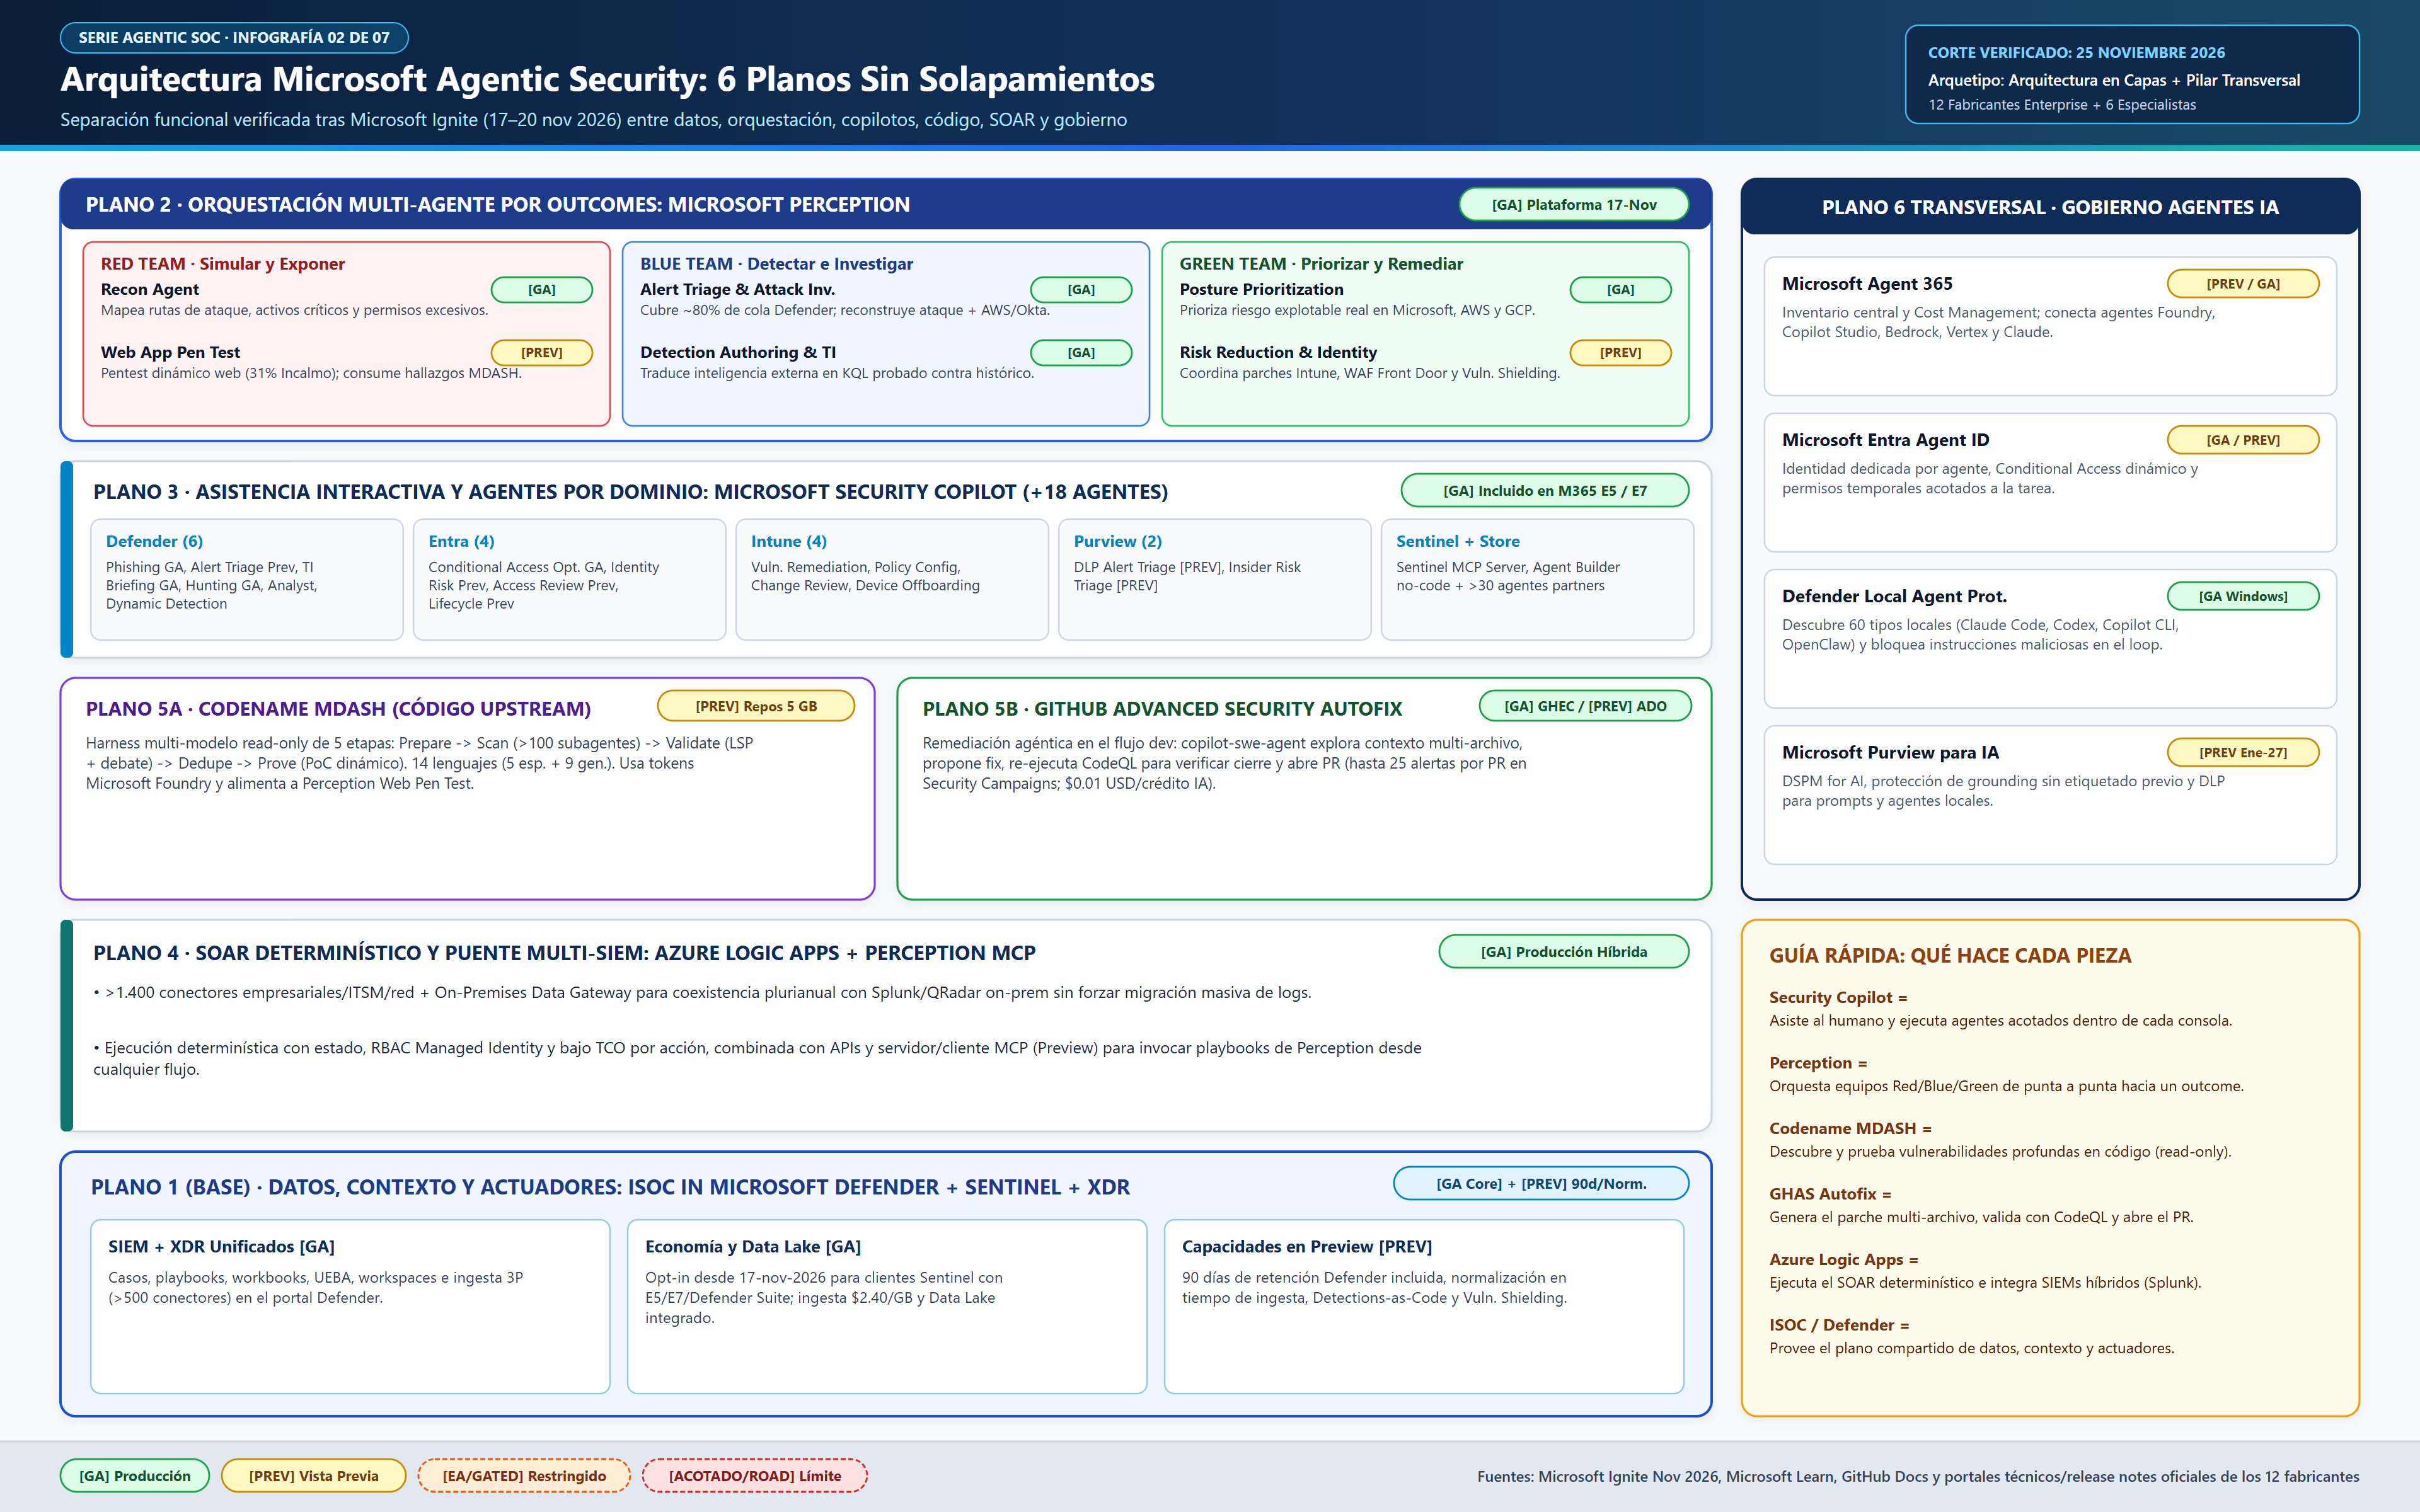 SERIE AGENTIC SOC · INFOGRAFÍA 02 DE 07
Arquitectura Microsoft Agentic Security: 6 Planos Sin Solapamientos
Separación funcional verificada tras Microsoft Ignite (17–20 nov 2026) entre datos, orquestación, copilotos, código, SOAR y gobierno
CORTE VERIFICADO: 25 NOVIEMBRE 2026
Arquetipo: Arquitectura en Capas + Pilar Transversal
12 Fabricantes Enterprise + 6 Especialistas
PLANO 2 · ORQUESTACIÓN MULTI-AGENTE POR OUTCOMES: MICROSOFT PERCEPTION
[GA] Plataforma 17-Nov
RED TEAM · Simular y Exponer
Recon Agent
[GA]
Mapea rutas de ataque, activos críticos y permisos excesivos.
Web App Pen Test
[PREV]
Pentest dinámico web (31% Incalmo); consume hallazgos MDASH.
BLUE TEAM · Detectar e Investigar
Alert Triage & Attack Inv.
[GA]
Cubre ~80% de cola Defender; reconstruye ataque + AWS/Okta.
Detection Authoring & TI
[GA]
Traduce inteligencia externa en KQL probado contra histórico.
GREEN TEAM · Priorizar y Remediar
Posture Prioritization
[GA]
Prioriza riesgo explotable real en Microsoft, AWS y GCP.
Risk Reduction & Identity
[PREV]
Coordina parches Intune, WAF Front Door y Vuln. Shielding.
PLANO 3 · ASISTENCIA INTERACTIVA Y AGENTES POR DOMINIO: MICROSOFT SECURITY COPILOT (+18 AGENTES)
[GA] Incluido en M365 E5 / E7
Defender (6)
Phishing GA, Alert Triage Prev, TI
Briefing GA, Hunting GA, Analyst,
Dynamic Detection
Entra (4)
Conditional Access Opt. GA, Identity
Risk Prev, Access Review Prev,
Lifecycle Prev
Intune (4)
Vuln. Remediation, Policy Config,
Change Review, Device Offboarding
Purview (2)
DLP Alert Triage [PREV], Insider Risk
Triage [PREV]
Sentinel + Store
Sentinel MCP Server, Agent Builder
no-code + >30 agentes partners
PLANO 5A · CODENAME MDASH (CÓDIGO UPSTREAM)
[PREV] Repos 5 GB
Harness multi-modelo read-only de 5 etapas: Prepare -> Scan (>100 subagentes) -> Validate (LSP
+ debate) -> Dedupe -> Prove (PoC dinámico). 14 lenguajes (5 esp. + 9 gen.). Usa tokens
Microsoft Foundry y alimenta a Perception Web Pen Test.
PLANO 5B · GITHUB ADVANCED SECURITY AUTOFIX
[GA] GHEC / [PREV] ADO
Remediación agéntica en el flujo dev: copilot-swe-agent explora contexto multi-archivo,
propone fix, re-ejecuta CodeQL para verificar cierre y abre PR (hasta 25 alertas por PR en
Security Campaigns; $0.01 USD/crédito IA).
PLANO 4 · SOAR DETERMINÍSTICO Y PUENTE MULTI-SIEM: AZURE LOGIC APPS + PERCEPTION MCP
[GA] Producción Híbrida
• >1.400 conectores empresariales/ITSM/red + On-Premises Data Gateway para coexistencia plurianual con Splunk/QRadar on-prem sin forzar migración masiva de logs.
• Ejecución determinística con estado, RBAC Managed Identity y bajo TCO por acción, combinada con APIs y servidor/cliente MCP (Preview) para invocar playbooks de Perception desde
cualquier flujo.
PLANO 1 (BASE) · DATOS, CONTEXTO Y ACTUADORES: ISOC IN MICROSOFT DEFENDER + SENTINEL + XDR
[GA Core] + [PREV] 90d/Norm.
SIEM + XDR Unificados [GA]
Casos, playbooks, workbooks, UEBA, workspaces e ingesta 3P
(>500 conectores) en el portal Defender.
Economía y Data Lake [GA]
Opt-in desde 17-nov-2026 para clientes Sentinel con
E5/E7/Defender Suite; ingesta $2.40/GB y Data Lake
integrado.
Capacidades en Preview [PREV]
90 días de retención Defender incluida, normalización en
tiempo de ingesta, Detections-as-Code y Vuln. Shielding.
PLANO 6 TRANSVERSAL · GOBIERNO AGENTES IA
Microsoft Agent 365
[PREV / GA]
Inventario central y Cost Management; conecta agentes Foundry,
Copilot Studio, Bedrock, Vertex y Claude.
Microsoft Entra Agent ID
[GA / PREV]
Identidad dedicada por agente, Conditional Access dinámico y
permisos temporales acotados a la tarea.
Defender Local Agent Prot.
[GA Windows]
Descubre 60 tipos locales (Claude Code, Codex, Copilot CLI,
OpenClaw) y bloquea instrucciones maliciosas en el loop.
Microsoft Purview para IA
[PREV Ene-27]
DSPM for AI, protección de grounding sin etiquetado previo y DLP
para prompts y agentes locales.
GUÍA RÁPIDA: QUÉ HACE CADA PIEZA
Security Copilot =
Asiste al humano y ejecuta agentes acotados dentro de cada consola.
Perception =
Orquesta equipos Red/Blue/Green de punta a punta hacia un outcome.
Codename MDASH =
Descubre y prueba vulnerabilidades profundas en código (read-only).
GHAS Autofix =
Genera el parche multi-archivo, valida con CodeQL y abre el PR.
Azure Logic Apps =
Ejecuta el SOAR determinístico e integra SIEMs híbridos (Splunk).
ISOC / Defender =
Provee el plano compartido de datos, contexto y actuadores.
[GA] Producción
[PREV] Vista Previa
[EA/GATED] Restringido
[ACOTADO/ROAD] Límite
Fuentes: Microsoft Ignite Nov 2026, Microsoft Learn, GitHub Docs y portales técnicos/release notes oficiales de los 12 fabricantes